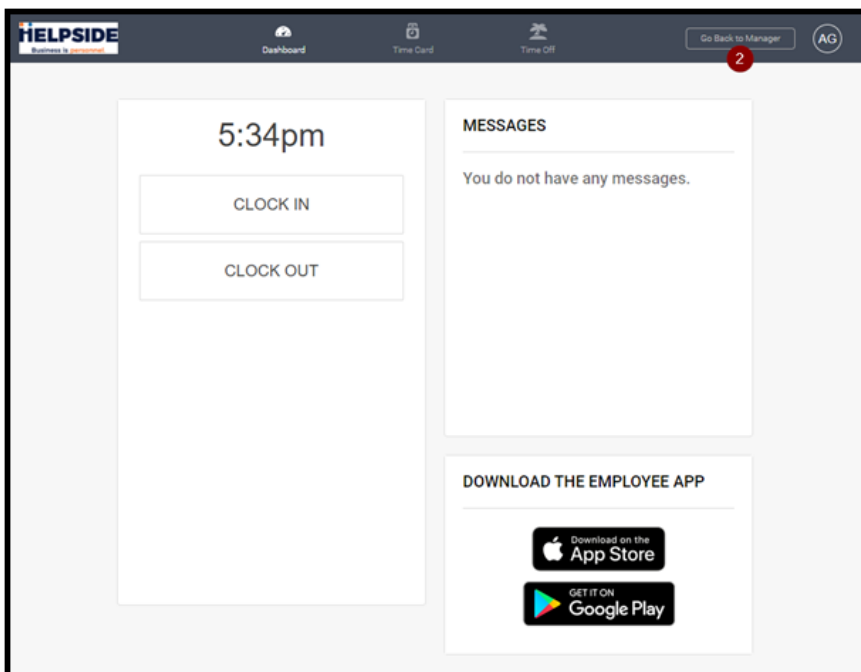 HELPSIDE
Business is personnel.
Dashboard
Time Card
Time Off
Go Back to Manager
AG
2
5:34pm
CLOCK IN
CLOCK OUT
MESSAGES
You do not have any messages.
DOWNLOAD THE EMPLOYEE APP
Download on the
App Store
GET IT ON
Google Play